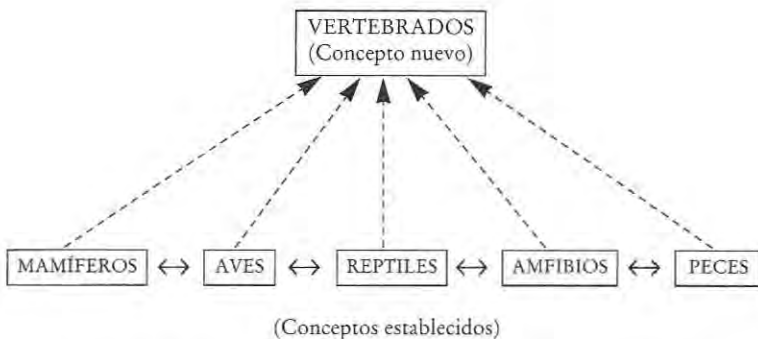 VERTEBRADOS
(Concepto nuevo)
MAMÍFEROS
AVES
REPTILES
AMFIBIOS
PECES
(Conceptos establecidos)